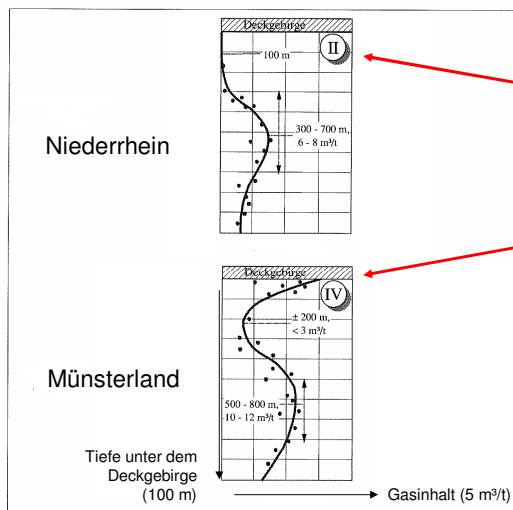 Deckgebirge
II
100 m
Niederrhein
300 - 700 m,
6 - 8 m³/t
Deckgebirge
IV
± 200 m,
< 3 m³/t
Münsterland
500 - 800 m,
10 - 12 m³/t
Tiefe unter dem
Deckgebirge
(100 m)
Gasinhalt (5 m³/t)